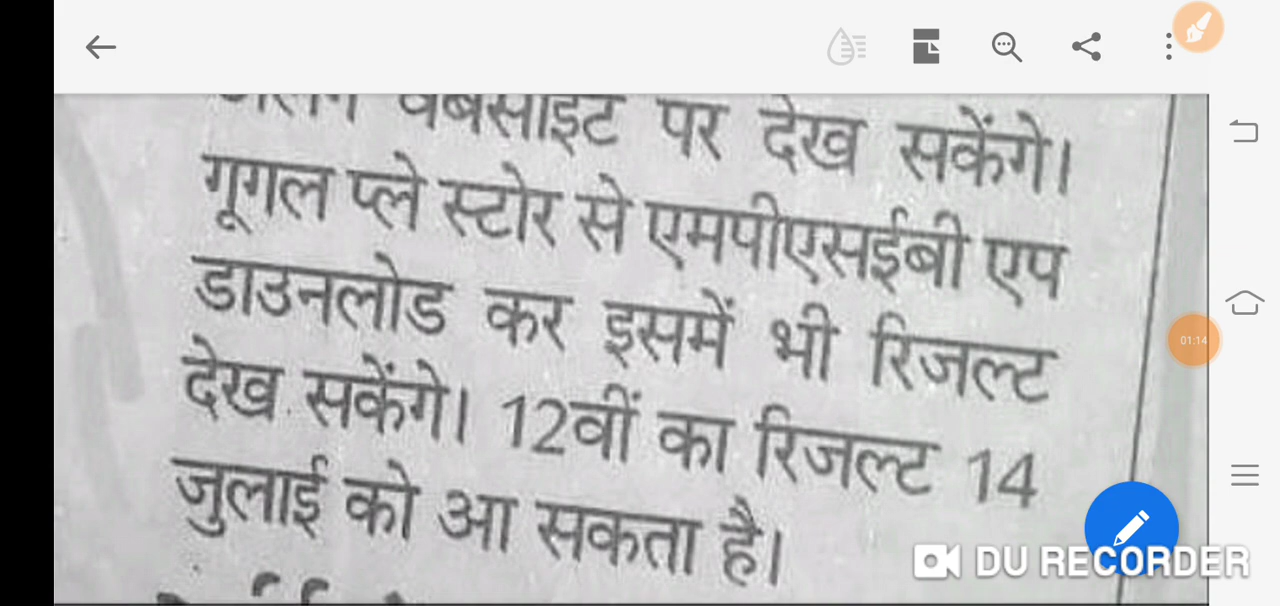 वेबसाइट पर देख सकेंगे।
गूगल प्ले स्टोर से एमपीएसईबी एप
डाउनलोड कर इसमें भी रिजल्ट
देख सकेंगे। 12वीं का रिजल्ट 14
जुलाई को आ सकता है।
01:14
DU RECORDER